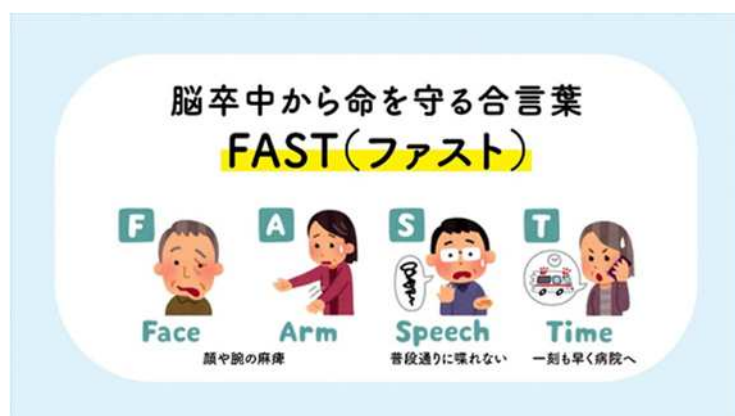 脳卒中から命を守る合言葉
FAST(ファスト)
F A S T
Face Arm Speech Time
顔や腕の麻痺 普段通りに喋れない 一刻も早く病院へ